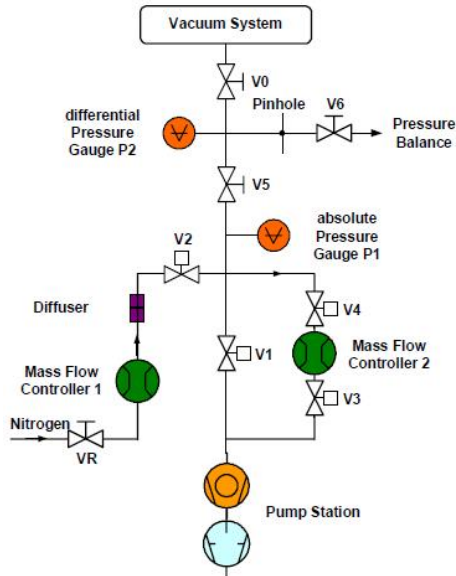 Vacuum System
V0
differential
Pressure
Gauge P2
Pinhole
V6
Pressure
Balance
V5
absolute
Pressure
Gauge P1
V2
Diffuser
V4
V1
Mass Flow
Controller 2
Mass Flow
Controller 1
V3
Nitrogen
VR
Pump Station